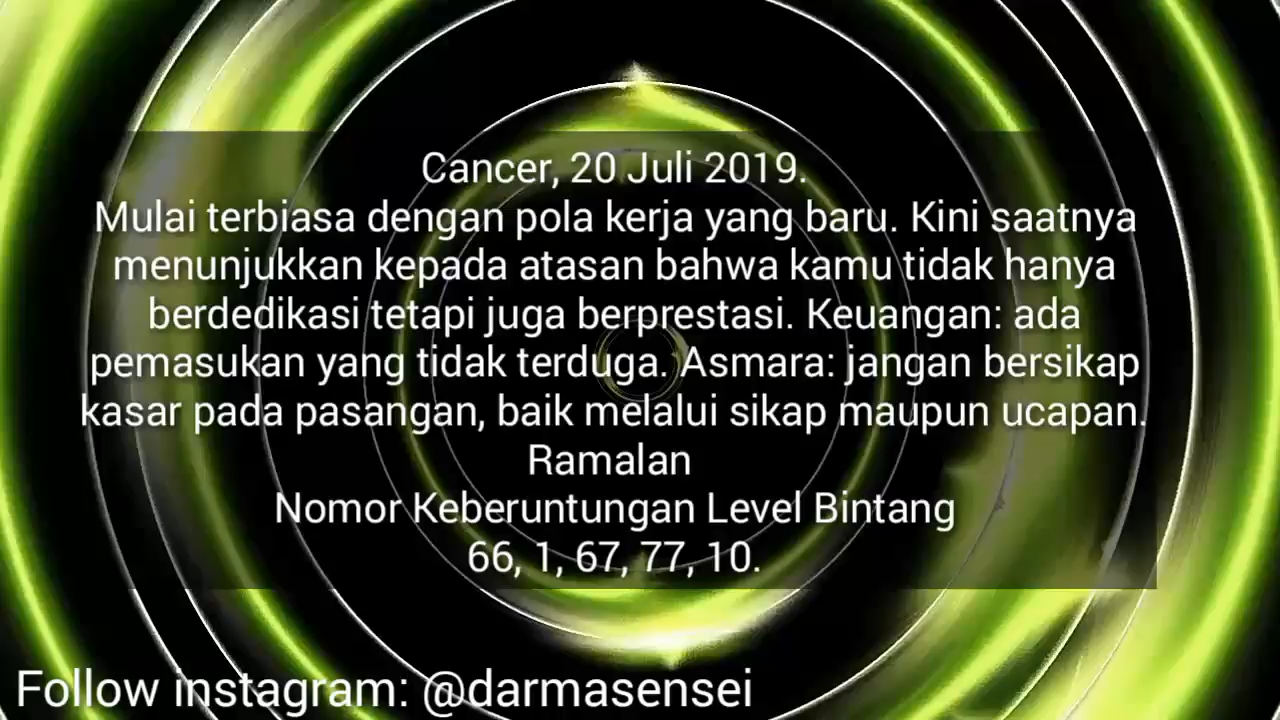 Cancer, 20 Juli 2019.
Mulai terbiasa dengan pola kerja yang baru. Kini saatnya
menunjukkan kepada atasan bahwa kamu tidak hanya
berdedikasi tetapi juga berprestasi. Keuangan: ada
pemasukan yang tidak terduga. Asmara: jangan bersikap
kasar pada pasangan, baik melalui sikap maupun ucapan.
Ramalan
Nomor Keberuntungan Level Bintang
66, 1, 67, 77, 10.
Follow instagram: @darmasensei